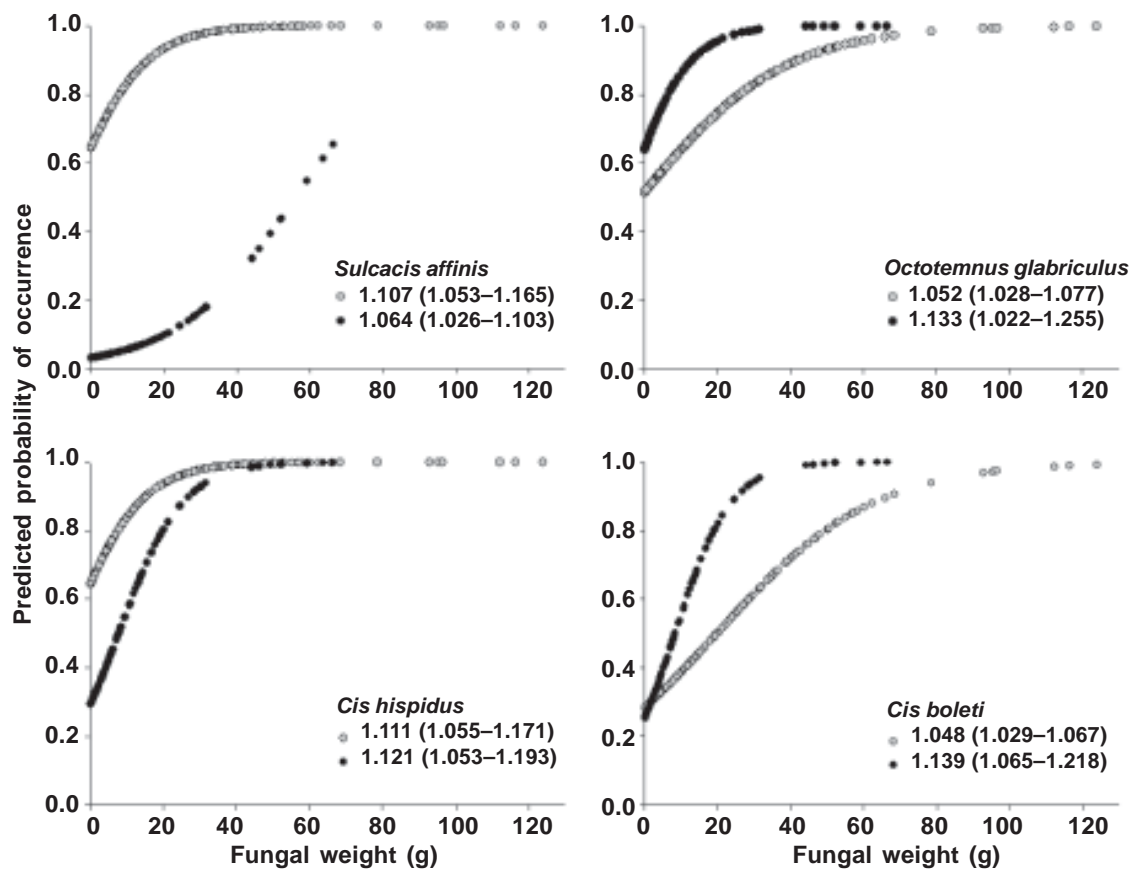 Predicted probability of occurrence
1.0
0.8
0.6
0.4
0.2
0.0
0 20 40 60 80 100 120
Sulcacis affinis
1.107 (1.053–1.165)
1.064 (1.026–1.103)
1.0
0.8
0.6
0.4
0.2
0.0
0 20 40 60 80 100 120
Octotemnus glabriculus
1.052 (1.028–1.077)
1.133 (1.022–1.255)
1.0
0.8
0.6
0.4
0.2
0.0
0 20 40 60 80 100 120
Cis hispidus
1.111 (1.055–1.171)
1.121 (1.053–1.193)
Fungal weight (g)
1.0
0.8
0.6
0.4
0.2
0.0
0 20 40 60 80 100 120
Cis boleti
1.048 (1.029–1.067)
1.139 (1.065–1.218)
Fungal weight (g)